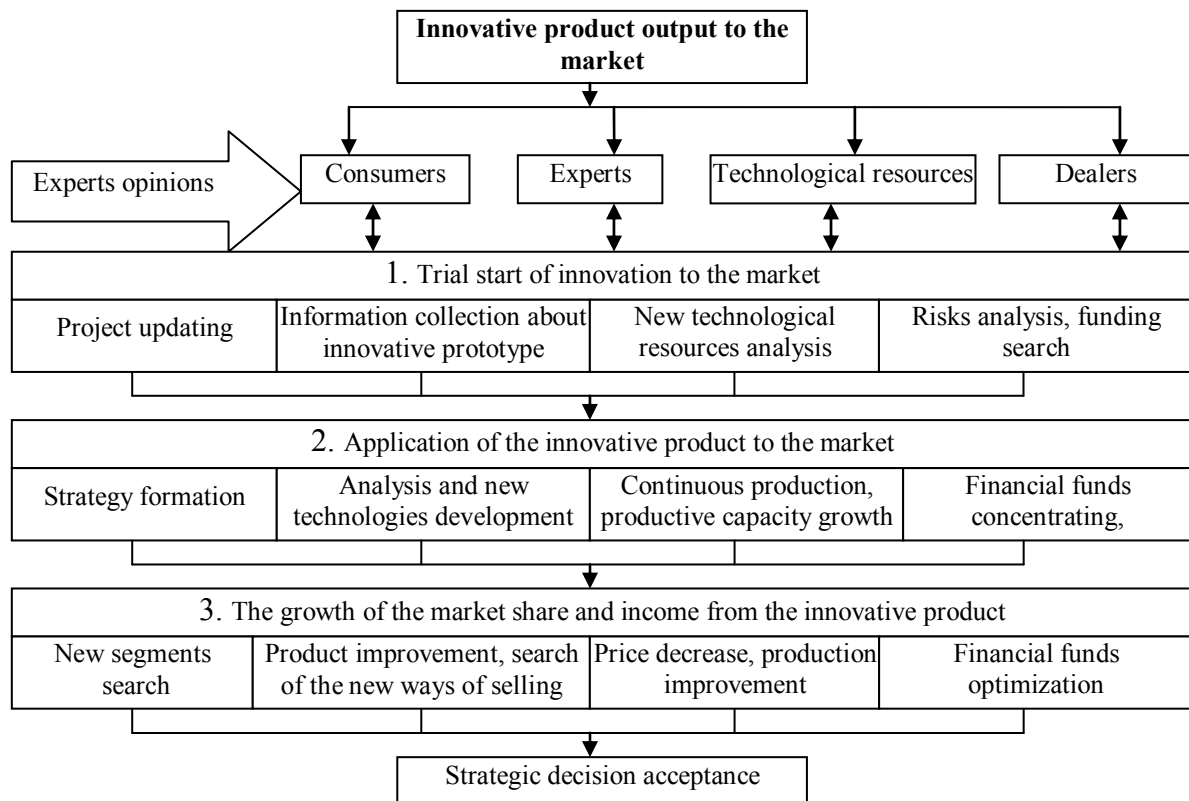 Innovative product output to the
market
Experts opinions
Consumers
Experts
Technological resources
Dealers
1. Trial start of innovation to the market
Project updating
Information collection about
innovative prototype
New technological
resources analysis
Risks analysis, funding
search
2. Application of the innovative product to the market
Strategy formation
Analysis and new
technologies development
Continuous production,
productive capacity growth
Financial funds
concentrating,
3. The growth of the market share and income from the innovative product
New segments
search
Product improvement, search
of the new ways of selling
Price decrease, production
improvement
Financial funds
optimization
Strategic decision acceptance